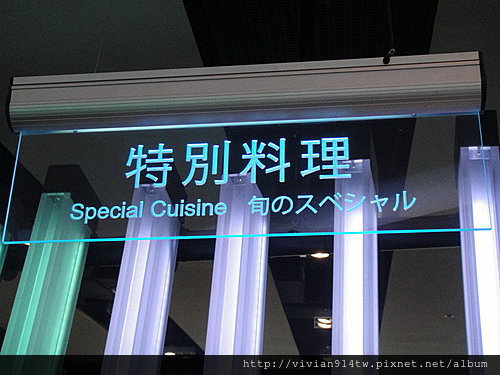 特別料理
Special Cuisine 旬のスペシャル
http://vivian914tw.pixnet.net/album